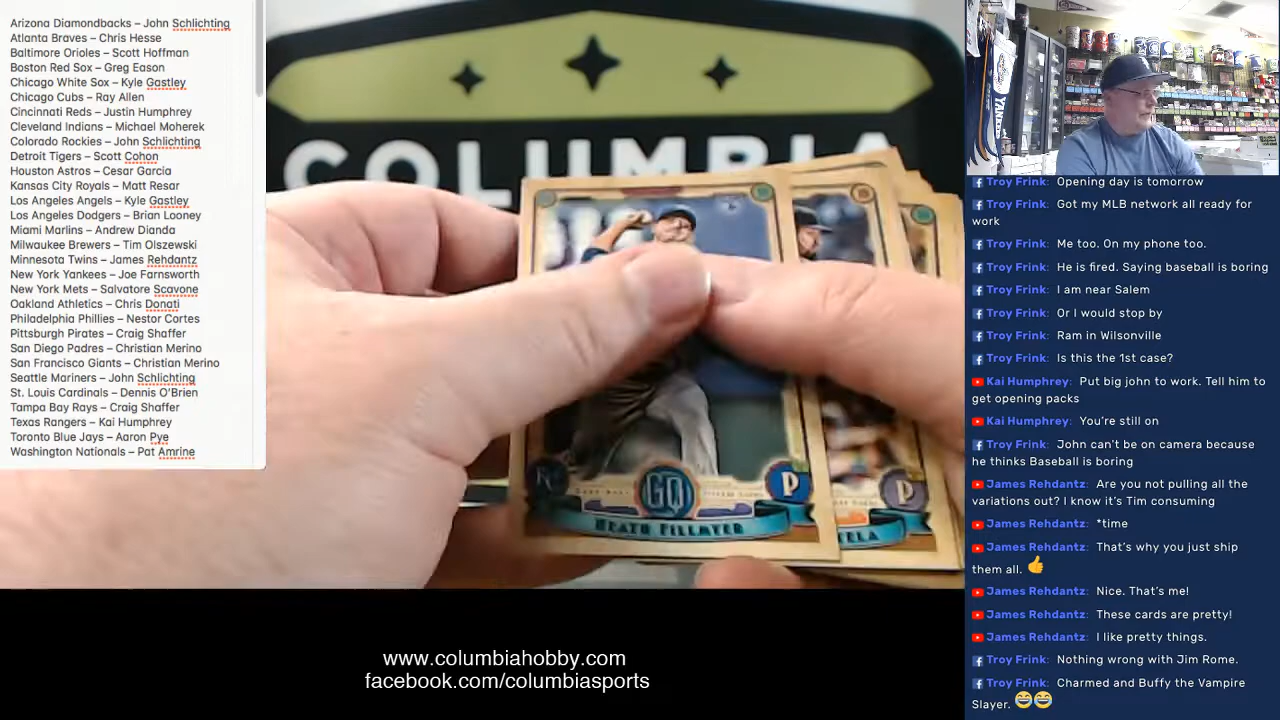 Arizona Diamondbacks – John Schlichting
Atlanta Braves – Chris Hesse
Baltimore Orioles – Scott Hoffman
Boston Red Sox – Greg Eason
Chicago White Sox – Kyle Gastley
Chicago Cubs – Ray Allen
Cincinnati Reds – Justin Humphrey
Cleveland Indians – Michael Moherek
Colorado Rockies – John Schlichting
Detroit Tigers – Scott Cohon
Houston Astros – Cesar Garcia
Kansas City Royals – Matt Resar
Los Angeles Angels – Kyle Gastley
Los Angeles Dodgers – Brian Looney
Miami Marlins – Andrew Dianda
Milwaukee Brewers – Tim Olszewski
Minnesota Twins – James Rehdantz
New York Yankees – Joe Farnsworth
New York Mets – Salvatore Scavone
Oakland Athletics – Chris Donati
Philadelphia Phillies – Nestor Cortes
Pittsburgh Pirates – Craig Shaffer
San Diego Padres – Christian Merino
San Francisco Giants – Christian Merino
Seattle Mariners – John Schlichting
St. Louis Cardinals – Dennis O'Brien
Tampa Bay Rays – Craig Shaffer
Texas Rangers – Kai Humphrey
Toronto Blue Jays – Aaron Pye
Washington Nationals – Pat Amrine
COLUMBIA
GQ
P
HEATH FILLMYER
P
TELA
www.columbiahobby.com
facebook.com/columbiasports
Troy Frink: Opening day is tomorrow
Troy Frink: Got my MLB network all ready for
work
Troy Frink: Me too. On my phone too.
Troy Frink: He is fired. Saying baseball is boring
Troy Frink: I am near Salem
Troy Frink: Or I would stop by
Troy Frink: Ram in Wilsonville
Troy Frink: Is this the 1st case?
Kai Humphrey: Put big john to work. Tell him to
get opening packs
Kai Humphrey: You're still on
Troy Frink: John can't be on camera because
he thinks Baseball is boring
James Rehdantz: Are you not pulling all the
variations out? I know it's Tim consuming
James Rehdantz: *time
James Rehdantz: That's why you just ship
them all. 👍
James Rehdantz: Nice. That's me!
James Rehdantz: These cards are pretty!
James Rehdantz: I like pretty things.
Troy Frink: Nothing wrong with Jim Rome.
Troy Frink: Charmed and Buffy the Vampire
Slayer. 😂😂